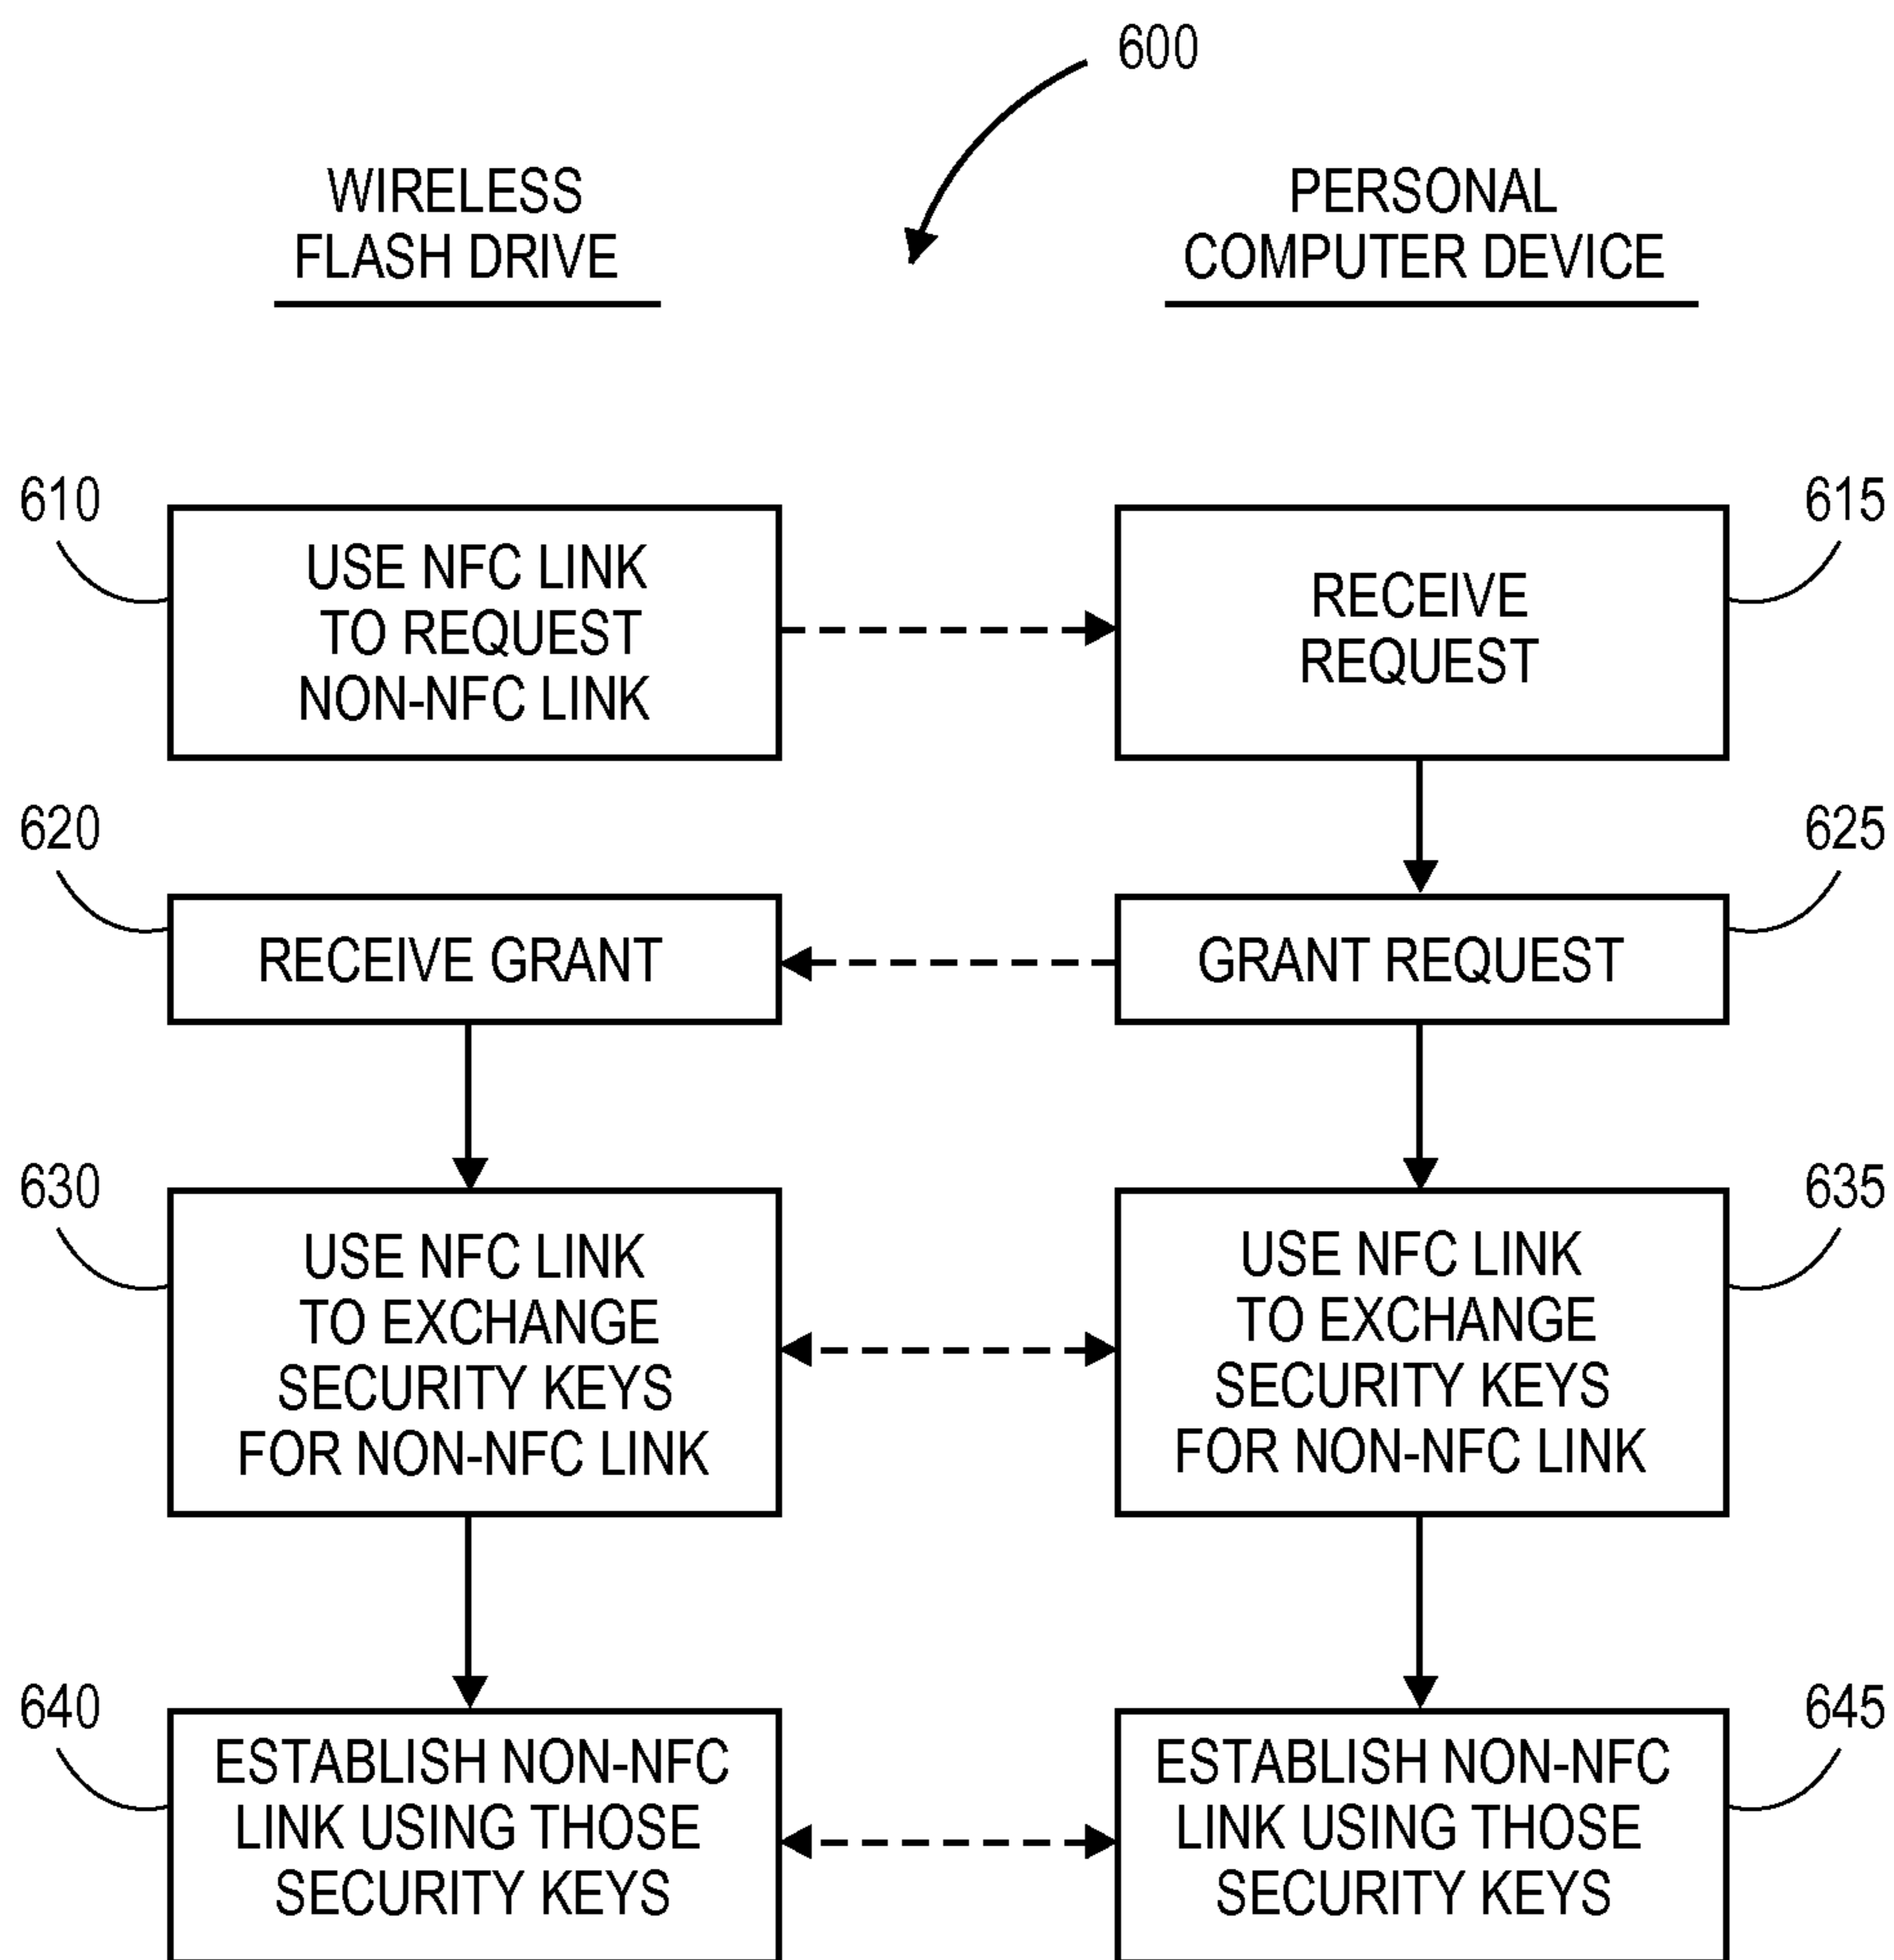 600
WIRELESS
FLASH DRIVE
PERSONAL
COMPUTER DEVICE
610
USE NFC LINK
TO REQUEST
NON-NFC LINK
615
RECEIVE
REQUEST
620
RECEIVE GRANT
625
GRANT REQUEST
630
USE NFC LINK
TO EXCHANGE
SECURITY KEYS
FOR NON-NFC LINK
635
USE NFC LINK
TO EXCHANGE
SECURITY KEYS
FOR NON-NFC LINK
640
ESTABLISH NON-NFC
LINK USING THOSE
SECURITY KEYS
645
ESTABLISH NON-NFC
LINK USING THOSE
SECURITY KEYS